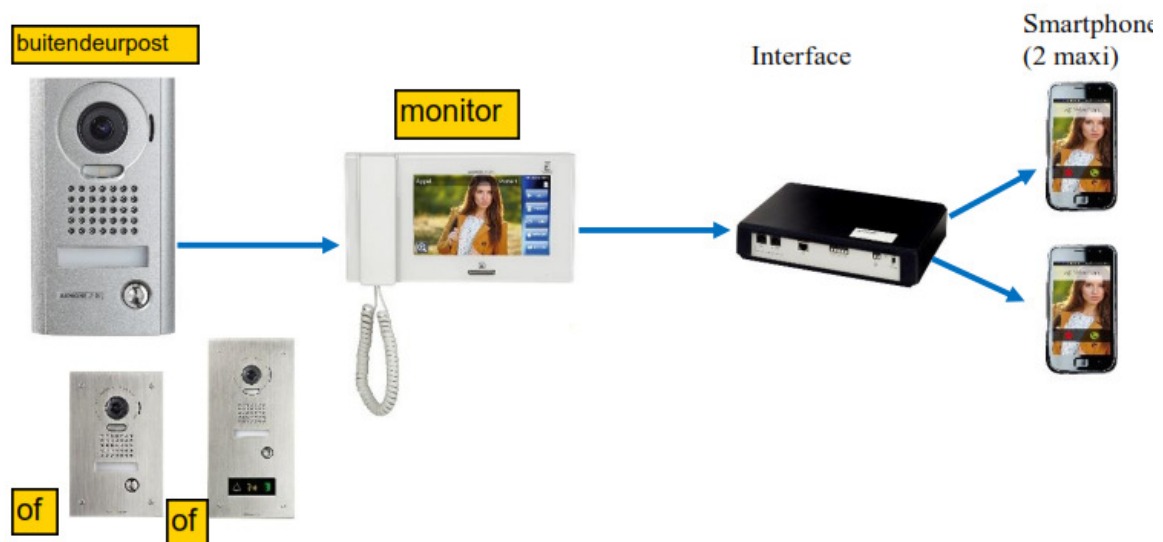 buitendeurpost
Interface
Smartphone
(2 maxi)
monitor
of
of